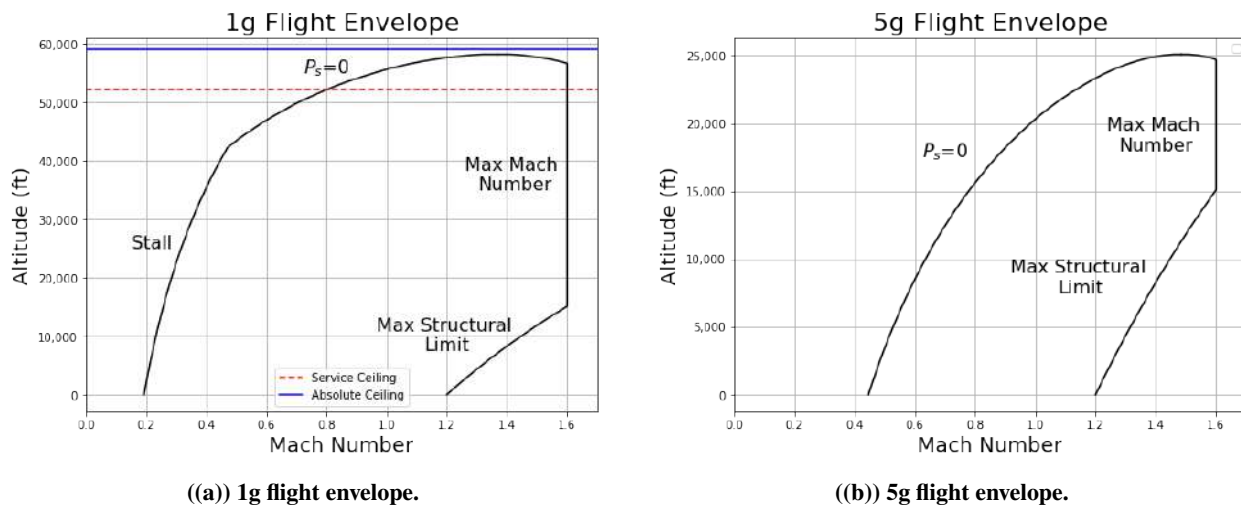 1g Flight Envelope
60,000
50,000
40,000
30,000
20,000
10,000
0
Altitude (ft)
Pₛ=0
Stall
Max Mach
Number
Max Structural
Limit
Service Ceiling
Absolute Ceiling
0.0 0.2 0.4 0.6 0.8 1.0 1.2 1.4 1.6
Mach Number
((a)) 1g flight envelope.
5g Flight Envelope
25,000
20,000
15,000
10,000
5,000
0
Altitude (ft)
Pₛ=0
Max Mach
Number
Max Structural
Limit
0.0 0.2 0.4 0.6 0.8 1.0 1.2 1.4 1.6
Mach Number
((b)) 5g flight envelope.